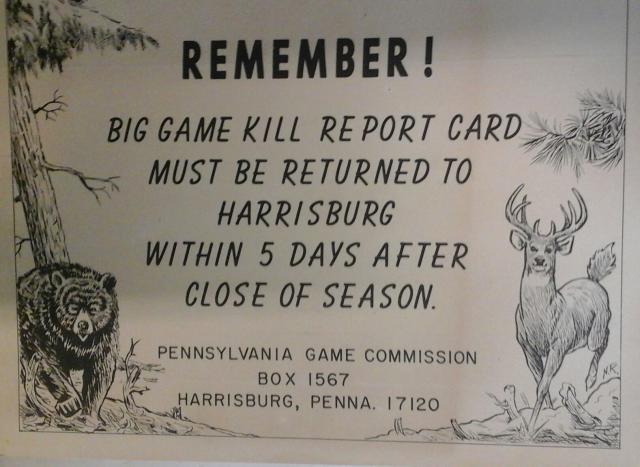 REMEMBER!
BIG GAME KILL REPORT CARD
MUST BE RETURNED TO
HARRISBURG
WITHIN 5 DAYS AFTER
CLOSE OF SEASON.
PENNSYLVANIA GAME COMMISSION
BOX 1567
HARRISBURG, PENNA. 17120
N.R.